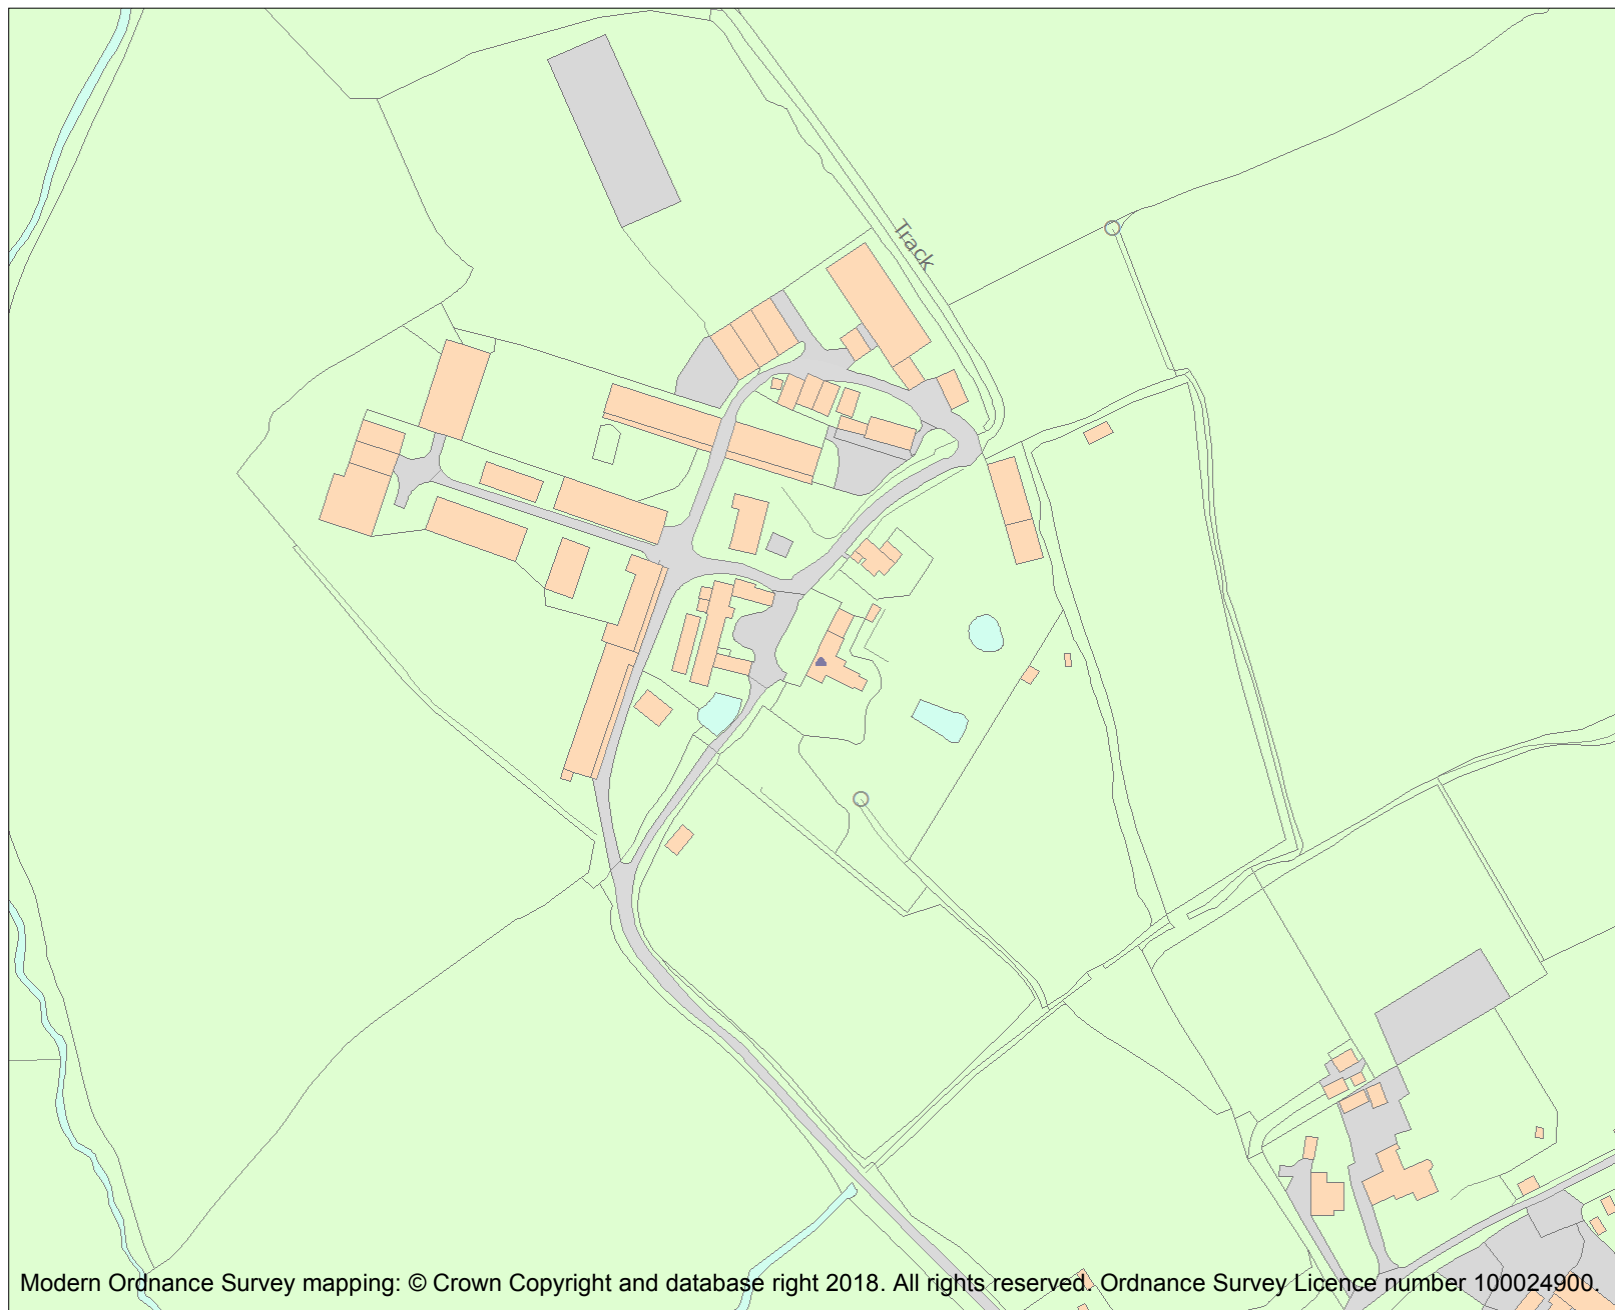 Track
Modern Ordnance Survey mapping: © Crown Copyright and database right 2018. All rights reserved. Ordnance Survey Licence number 100024900.